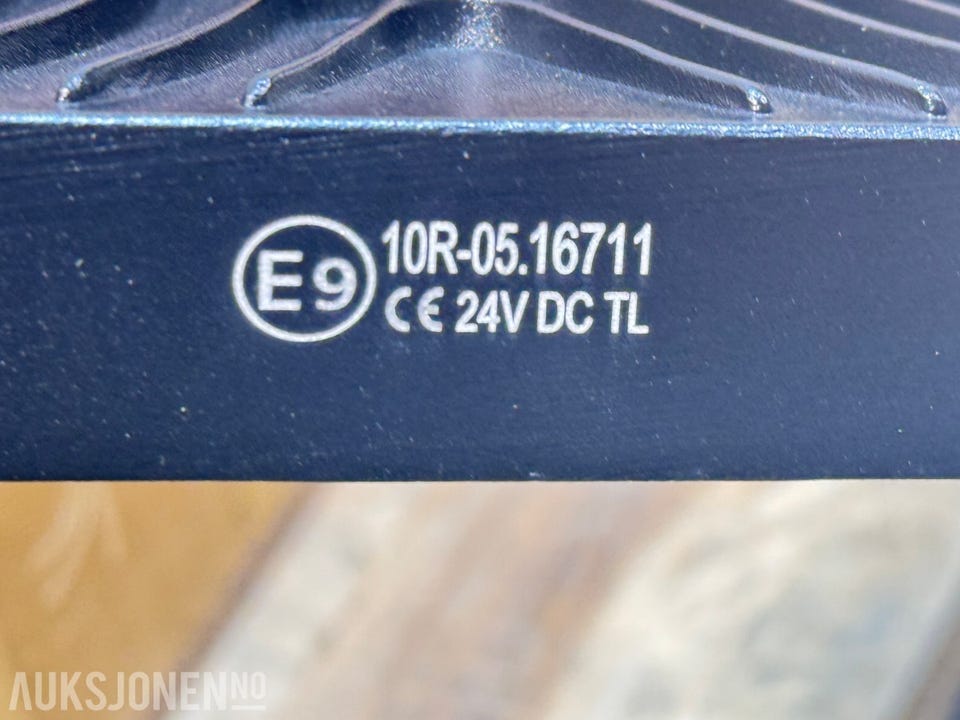 E9 10R-05.16711
CE 24V DC TL
AUKSJONEN.NO